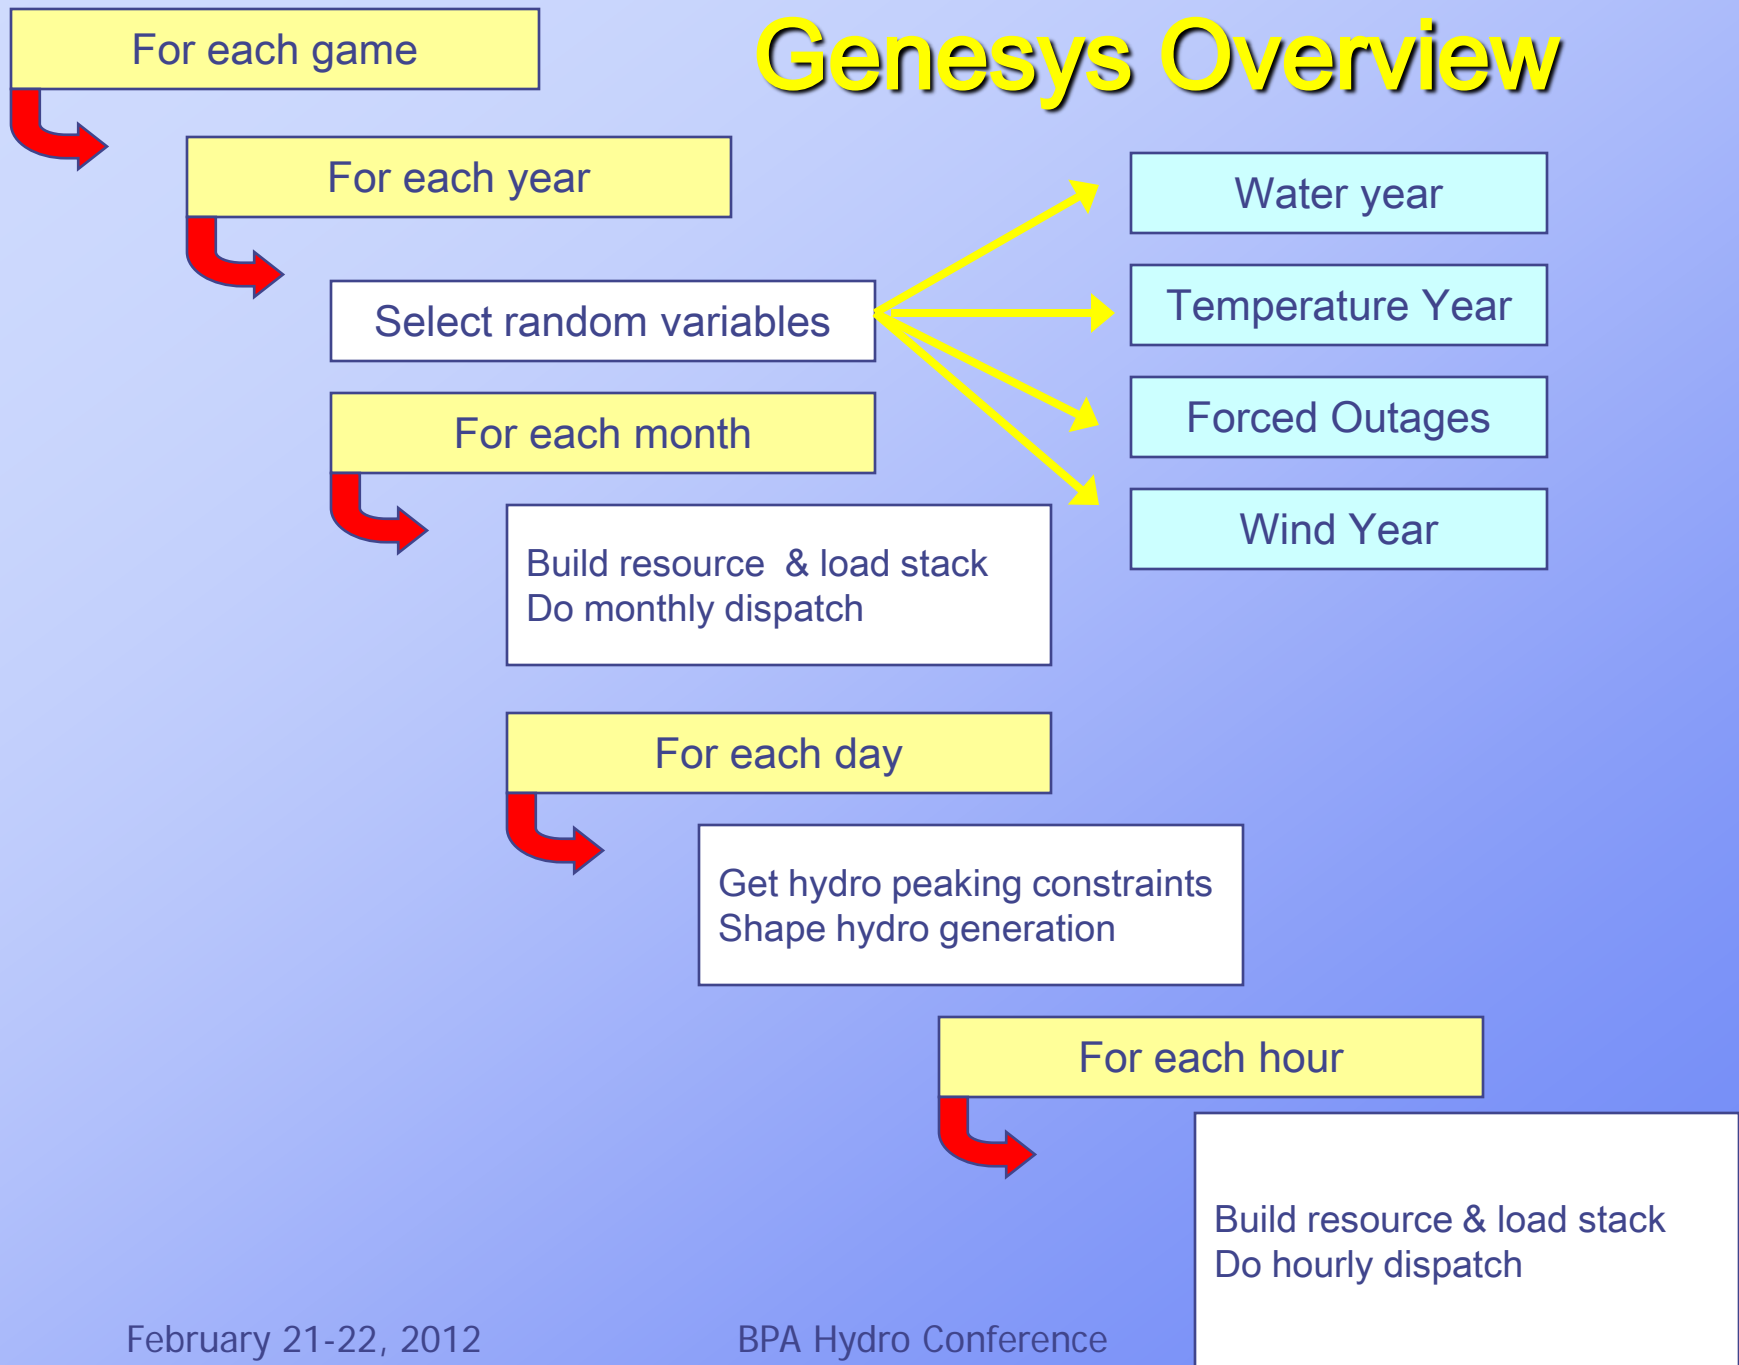 Genesys Overview
For each game
For each year
Select random variables
Water year
Temperature Year
Forced Outages
Wind Year
For each month
Build resource & load stack
Do monthly dispatch
For each day
Get hydro peaking constraints
Shape hydro generation
For each hour
Build resource & load stack
Do hourly dispatch
February 21-22, 2012
BPA Hydro Conference